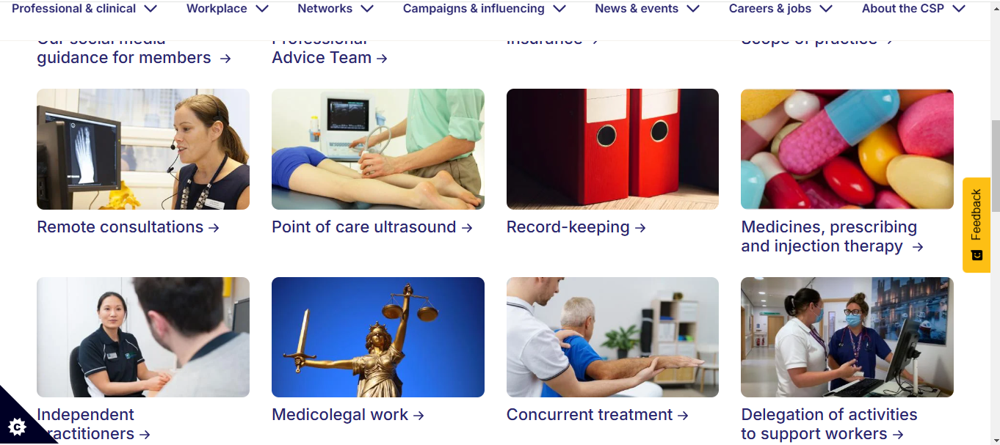 Professional & clinical
Workplace
Networks
Campaigns & influencing
News & events
Careers & jobs
About the CSP
Our social media
guidance for members →
Professional
Advice Team →
Insurance →
Scope of practice →
Remote consultations →
Point of care ultrasound →
Record-keeping →
Medicines, prescribing
and injection therapy →
Feedback
Independent
ractitioners →
Medicolegal work →
Concurrent treatment →
Delegation of activities
to support workers →